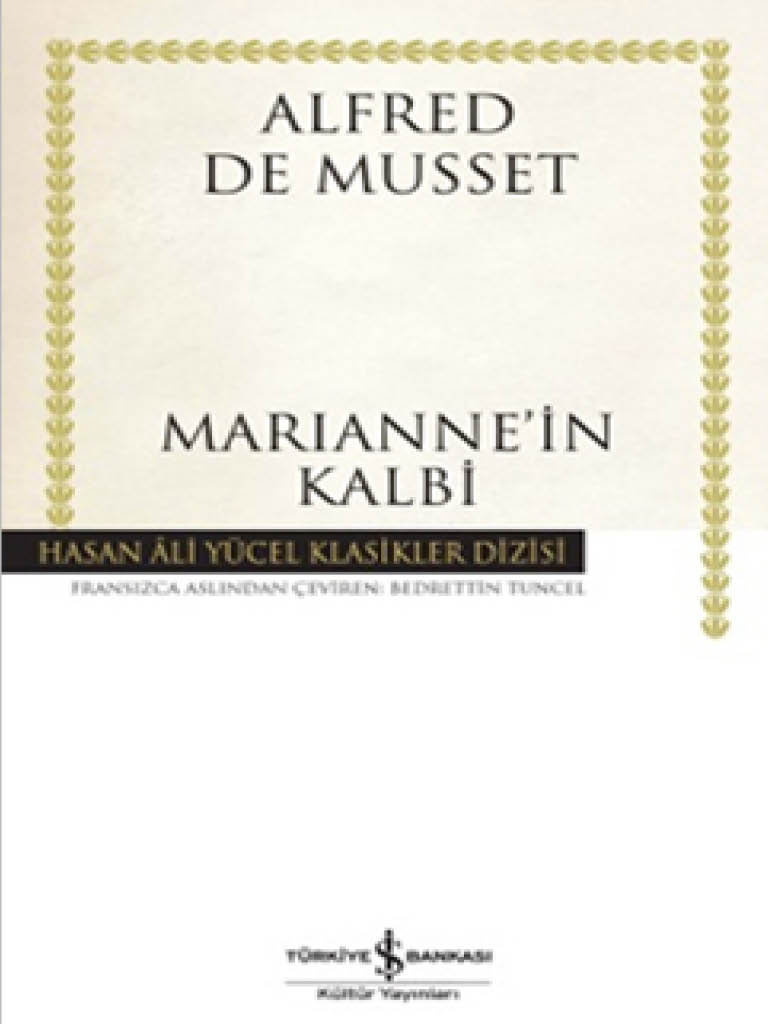 ALFRED
DE MUSSET
MARIANNE'İN
KALBİ
HASAN ÂLİ YÜCEL KLASİKLER DİZİSİ
FRANSIZCA ASLINDAN ÇEVİREN: BEDRETTİN TUNCEL
TÜRKİYE İŞ BANKASI
Kültür Yayınları